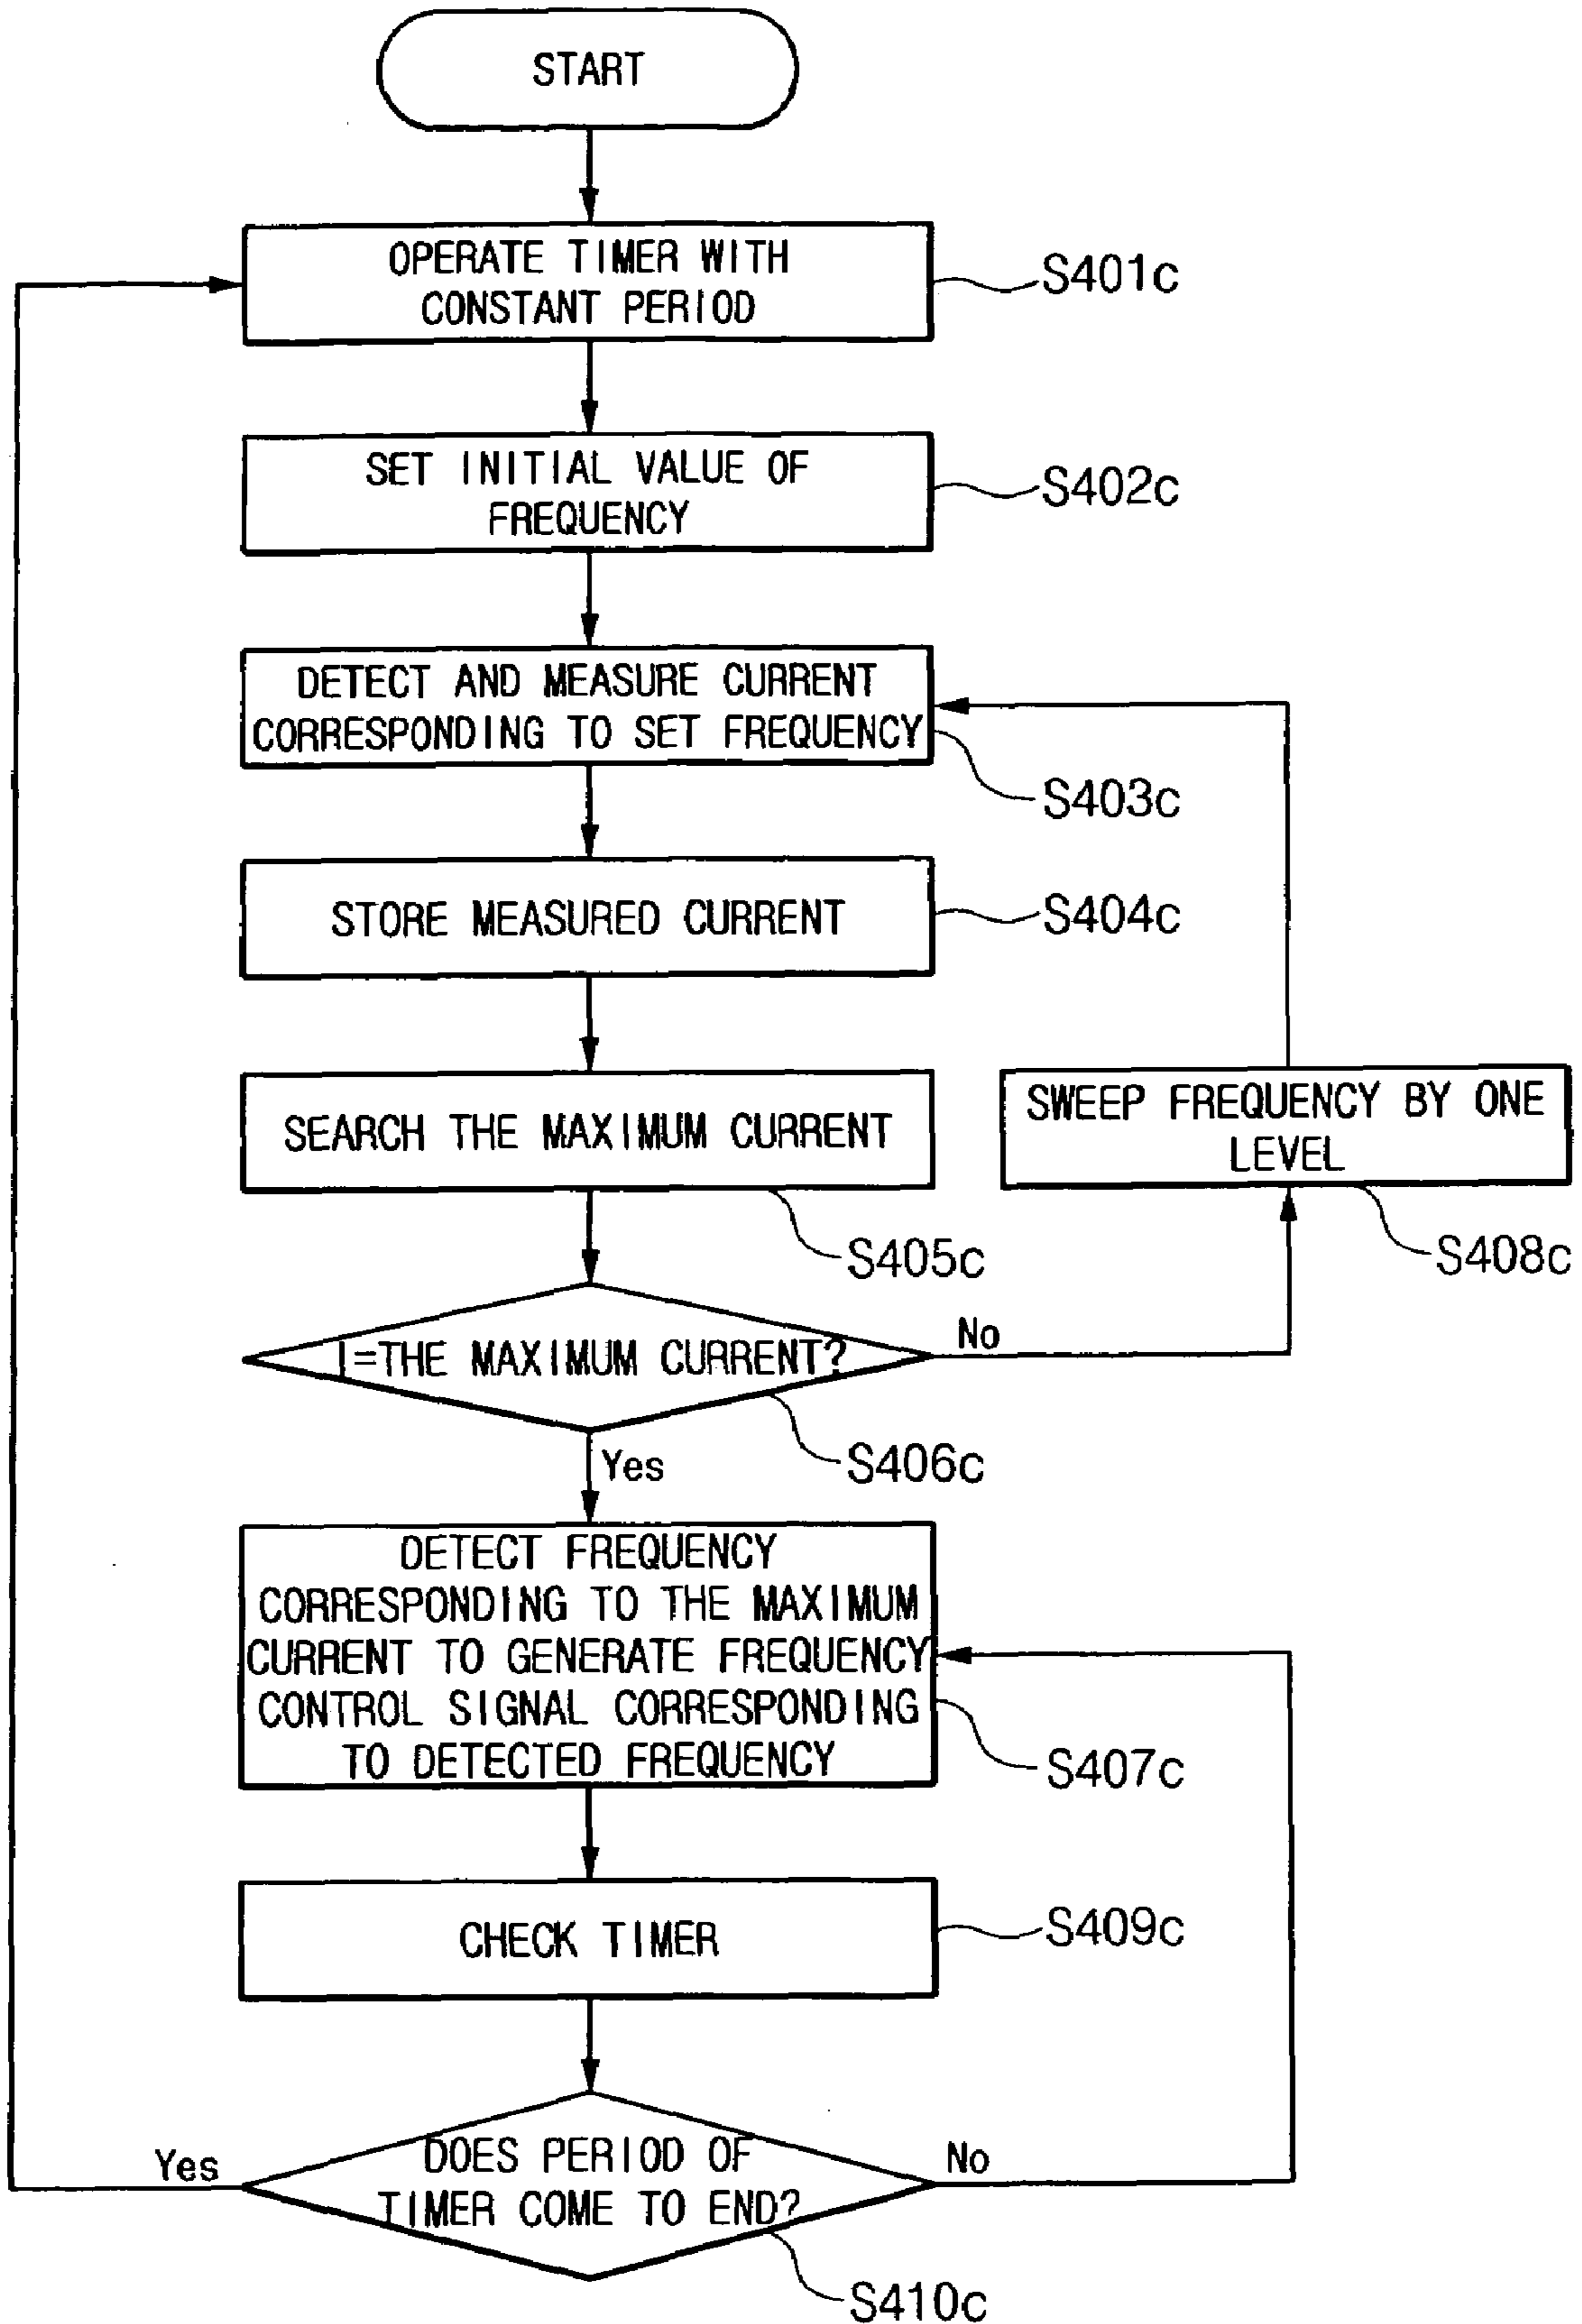 START
OPERATE TIMER WITH
CONSTANT PERIOD
S401c
SET INITIAL VALUE OF
FREQUENCY
S402c
DETECT AND MEASURE CURRENT
CORRESPONDING TO SET FREQUENCY
S403c
STORE MEASURED CURRENT
S404c
SEARCH THE MAXIMUM CURRENT
S405c
SWEEP FREQUENCY BY ONE
LEVEL
S408c
I=THE MAXIMUM CURRENT?
No
S406c
Yes
DETECT FREQUENCY
CORRESPONDING TO THE MAXIMUM
CURRENT TO GENERATE FREQUENCY
CONTROL SIGNAL CORRESPONDING
TO DETECTED FREQUENCY
S407c
CHECK TIMER
S409c
Yes
DOES PERIOD OF
TIMER COME TO END?
No
S410c